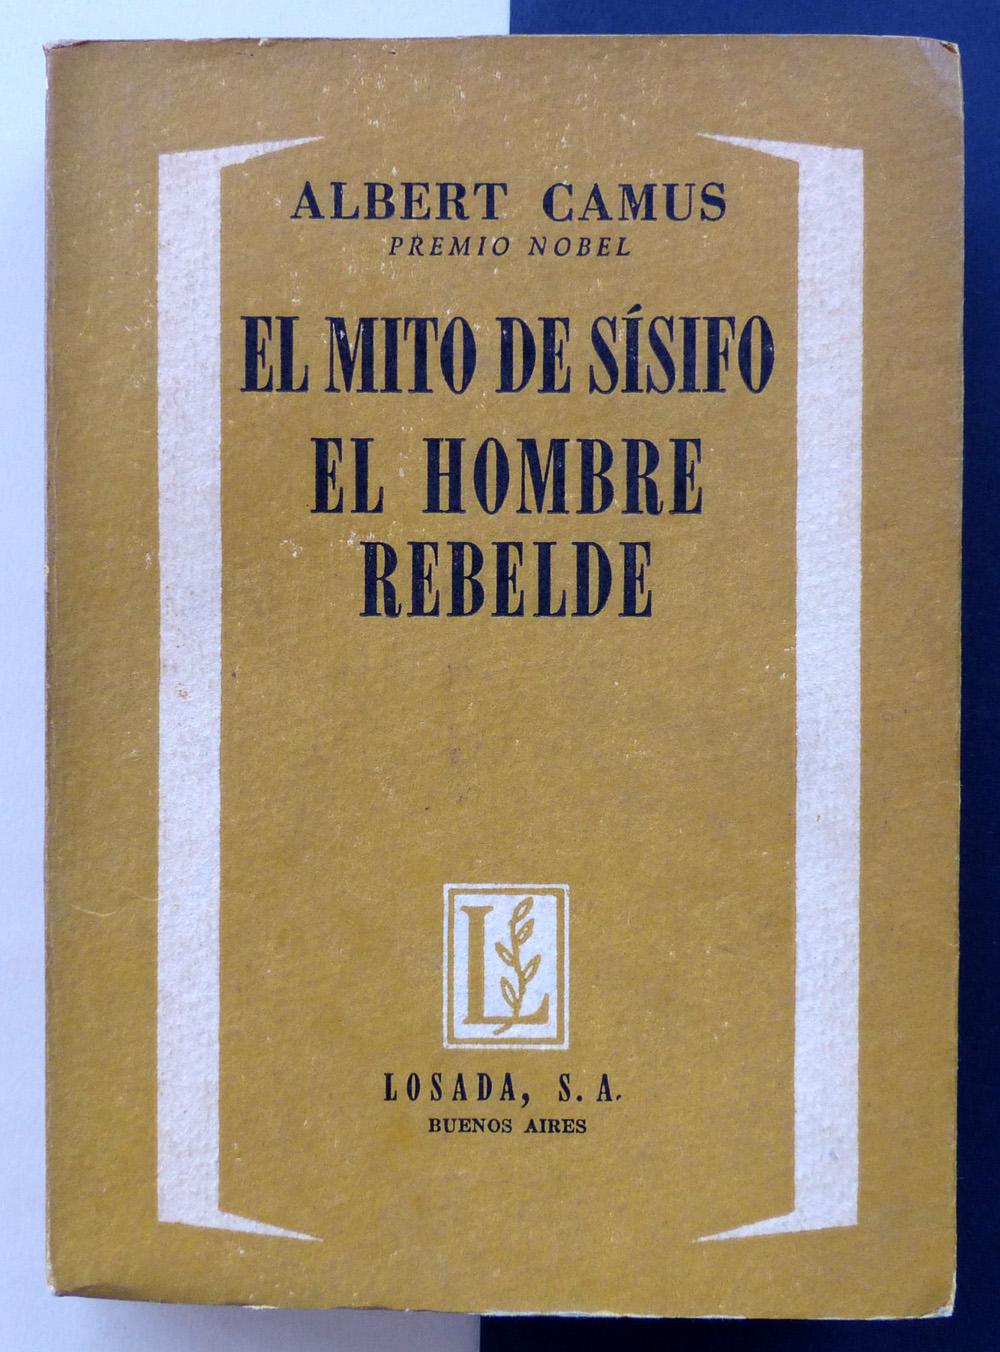 ALBERT CAMUS
PREMIO NOBEL
EL MITO DE SÍSIFO
EL HOMBRE
REBELDE
L
LOSADA, S. A.
BUENOS AIRES